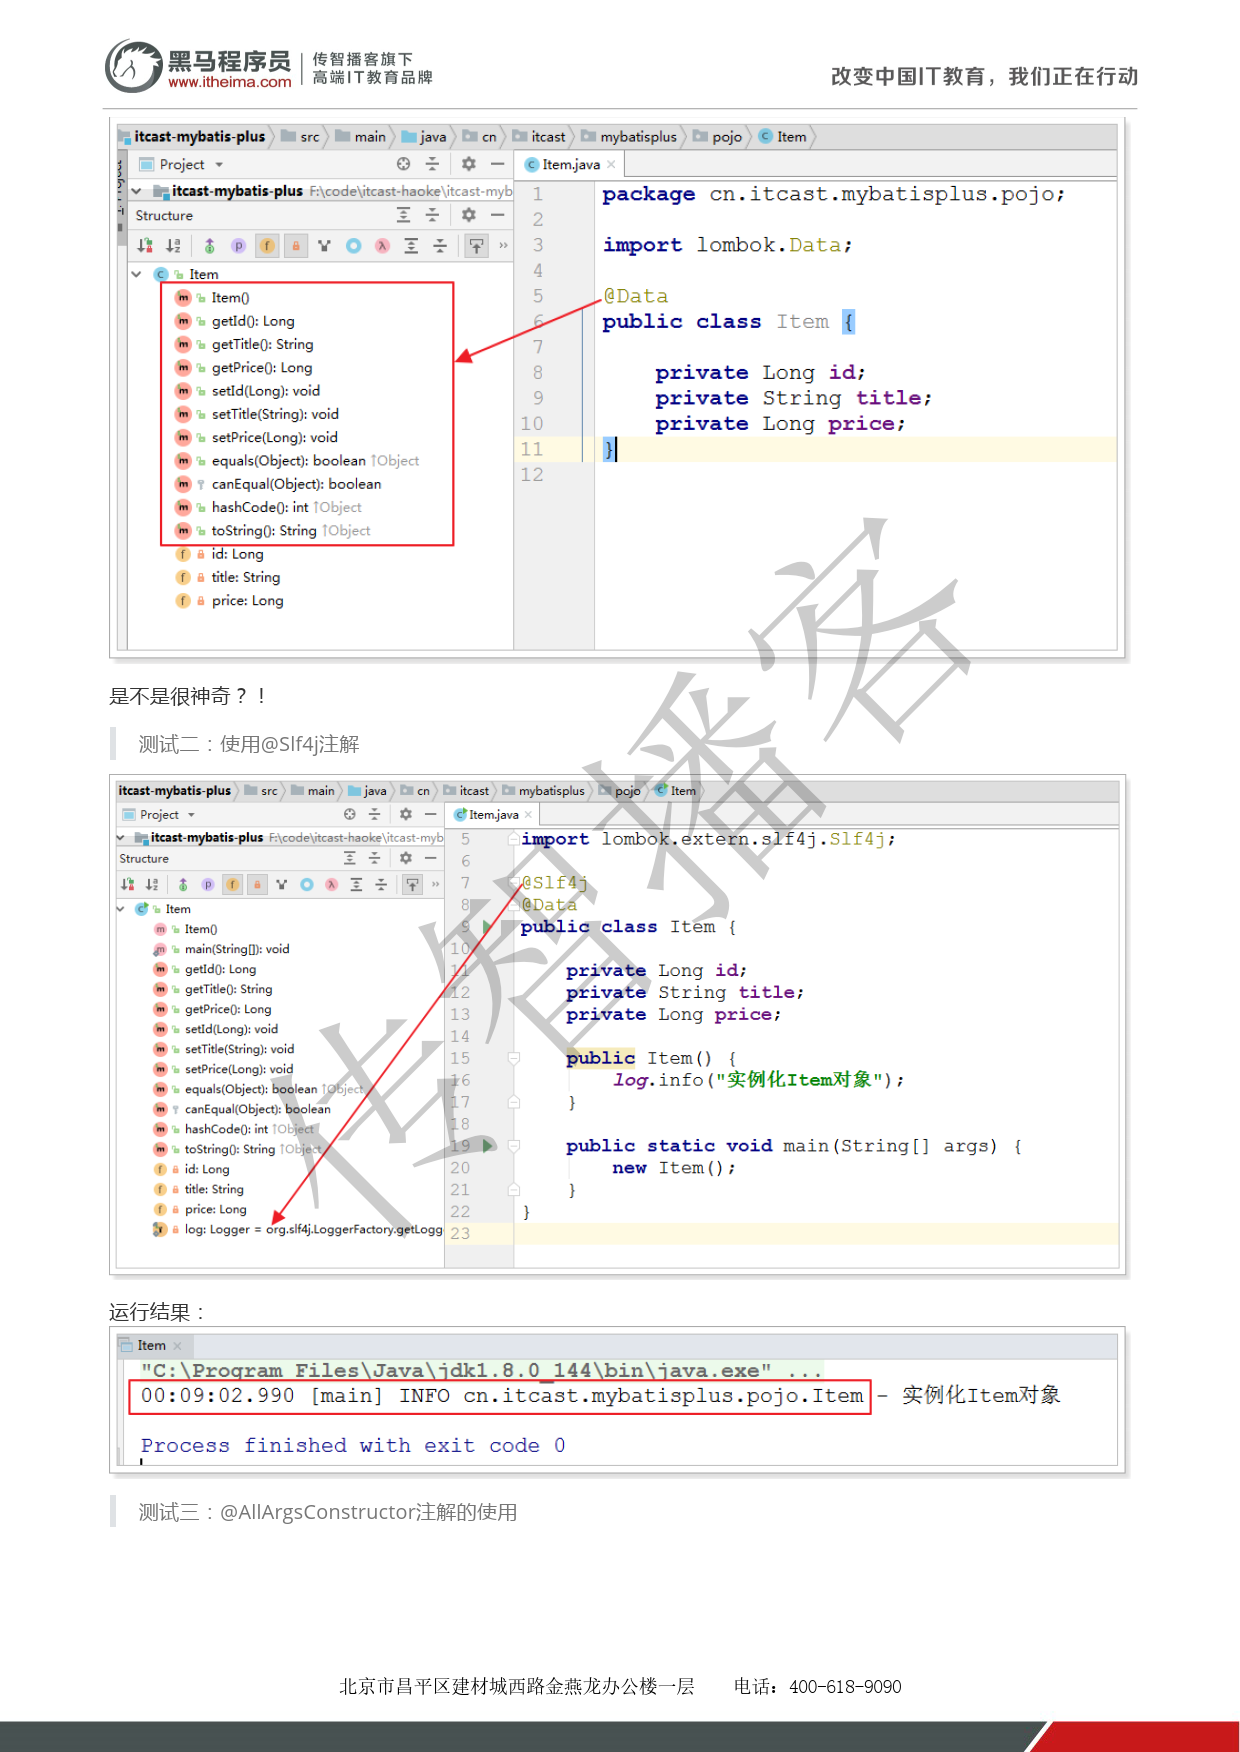 黑马程序员
www.itheima.com
传智播客旗下
高端IT教育品牌
改变中国IT教育，我们正在行动
itcast-mybatis-plus src main java cn itcast mybatisplus pojo Item
Project
Item.java
itcast-mybatis-plus F:\code\itcast-haoke\itcast-myb
Structure
Item
Item()
getId(): Long
getTitle(): String
getPrice(): Long
setId(Long): void
setTitle(String): void
setPrice(Long): void
equals(Object): boolean ↑Object
canEqual(Object): boolean
hashCode(): int ↑Object
toString(): String ↑Object
id: Long
title: String
price: Long
1 package cn.itcast.mybatisplus.pojo;
2
3 import lombok.Data;
4
5 @Data
6 public class Item {
7
8 private Long id;
9 private String title;
10 private Long price;
11 }
12
是不是很神奇？！
测试二：使用@Slf4j注解
itcast-mybatis-plus src main java cn itcast mybatisplus pojo Item
Project
Item.java
itcast-mybatis-plus F:\code\itcast-haoke\itcast-myb
Structure
Item
Item()
main(String[]): void
getId(): Long
getTitle(): String
getPrice(): Long
setId(Long): void
setTitle(String): void
setPrice(Long): void
equals(Object): boolean ↑Object
canEqual(Object): boolean
hashCode(): int ↑Object
toString(): String ↑Object
id: Long
title: String
price: Long
log: Logger = org.slf4j.LoggerFactory.getLogg
5 import lombok.extern.slf4j.Slf4j;
6
7 @Slf4j
8 @Data
9 public class Item {
10
11 private Long id;
12 private String title;
13 private Long price;
14
15 public Item() {
16 log.info("实例化Item对象");
17 }
18
19 public static void main(String[] args) {
20 new Item();
21 }
22 }
23
传智播客
运行结果：
Item
"C:\Program Files\Java\jdk1.8.0_144\bin\java.exe" ...
00:09:02.990 [main] INFO cn.itcast.mybatisplus.pojo.Item - 实例化Item对象
Process finished with exit code 0
测试三：@AllArgsConstructor注解的使用
北京市昌平区建材城西路金燕龙办公楼一层 电话：400-618-9090